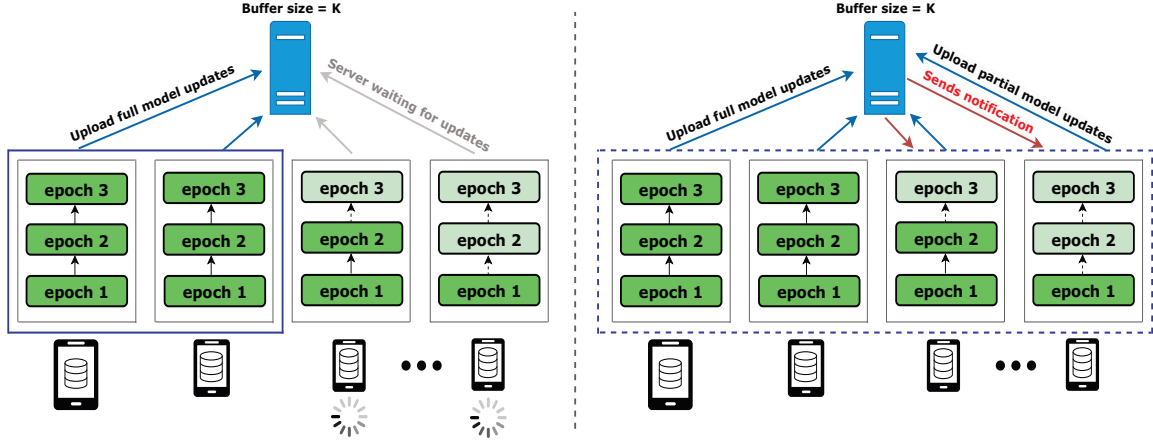 Buffer size = K
Upload full model updates
Server waiting for updates
epoch 3
epoch 3
epoch 3
epoch 3
epoch 2
epoch 2
epoch 2
epoch 2
epoch 1
epoch 1
epoch 1
epoch 1
Buffer size = K
Upload full model updates
Upload partial model updates
Sends notification
epoch 3
epoch 3
epoch 3
epoch 3
epoch 2
epoch 2
epoch 2
epoch 2
epoch 1
epoch 1
epoch 1
epoch 1